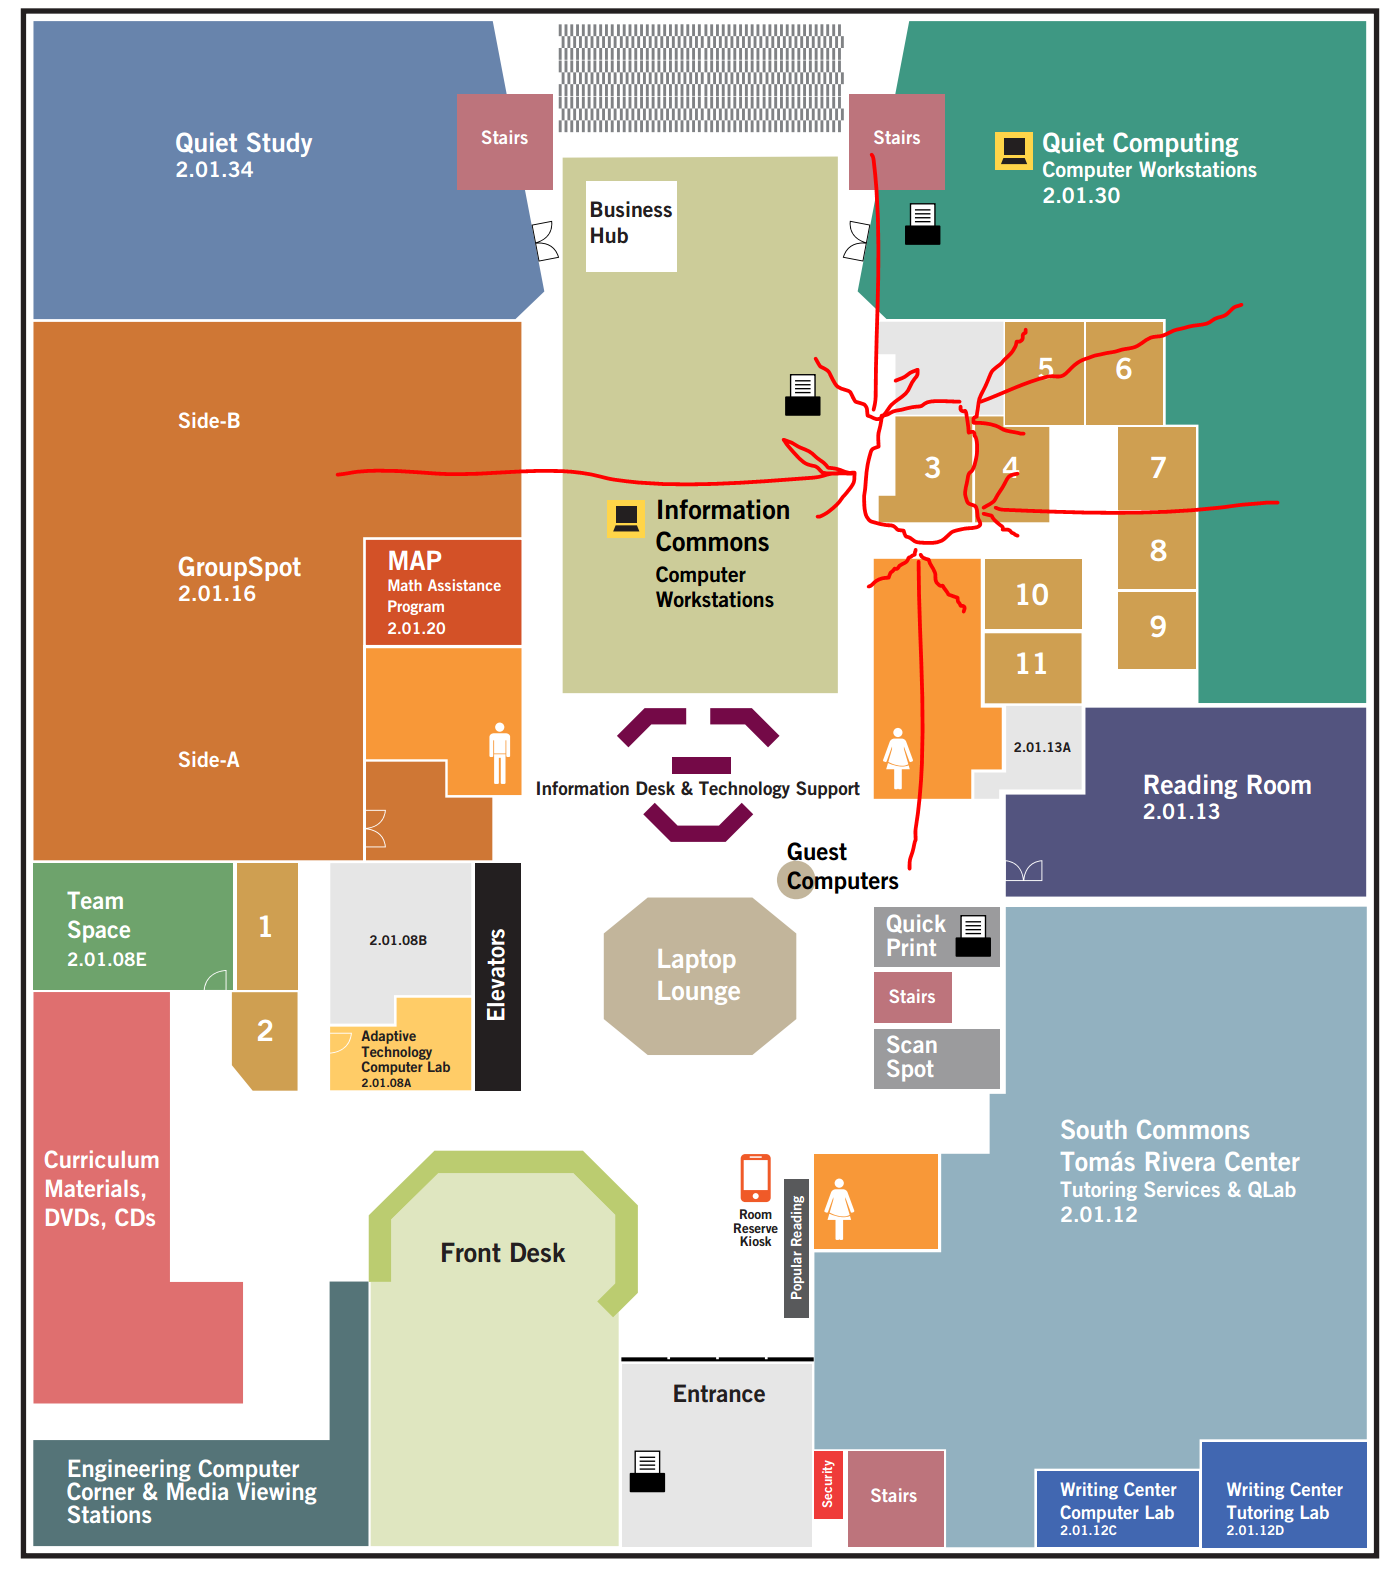 Quiet Study
2.01.34
Stairs
Stairs
Quiet Computing
Computer Workstations
2.01.30
Business
Hub
Side-B
5
6
3
4
7
8
9
10
11
GroupSpot
2.01.16
MAP
Math Assistance
Program
2.01.20
Information
Commons
Computer
Workstations
Side-A
2.01.13A
Reading Room
2.01.13
Information Desk & Technology Support
Guest
Computers
Team
Space
2.01.08E
1
2
2.01.08B
Elevators
Adaptive
Technology
Computer Lab
2.01.08A
Laptop
Lounge
Quick
Print
Stairs
Scan
Spot
South Commons
Tomás Rivera Center
Tutoring Services & QLab
2.01.12
Curriculum
Materials,
DVDs, CDs
Front Desk
Room
Reserve
Kiosk
Popular Reading
Entrance
Engineering Computer
Corner & Media Viewing
Stations
Security
Stairs
Writing Center
Computer Lab
2.01.12C
Writing Center
Tutoring Lab
2.01.12D